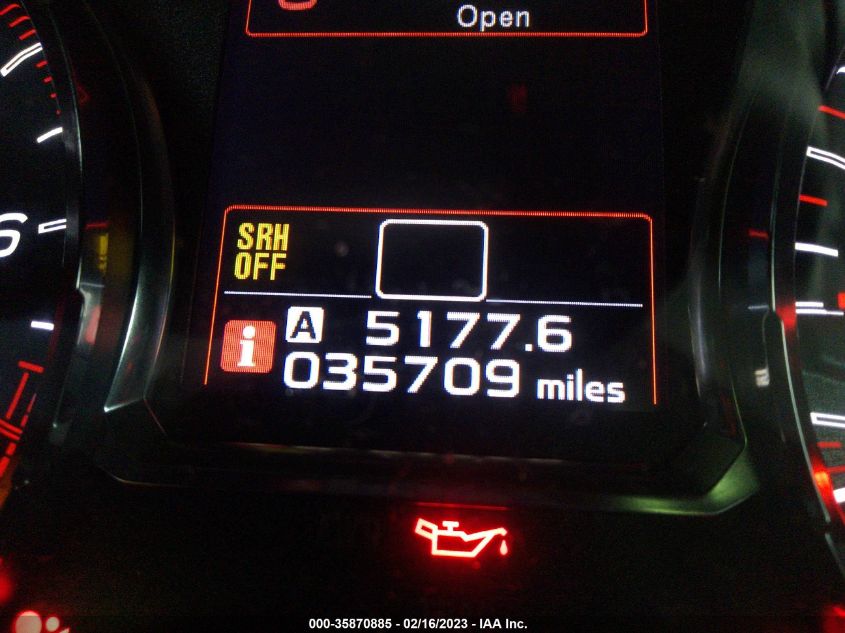 Open
6
SRH
OFF
A 5177.6
i 035709 miles
000-35870885 - 02/16/2023 - IAA Inc.